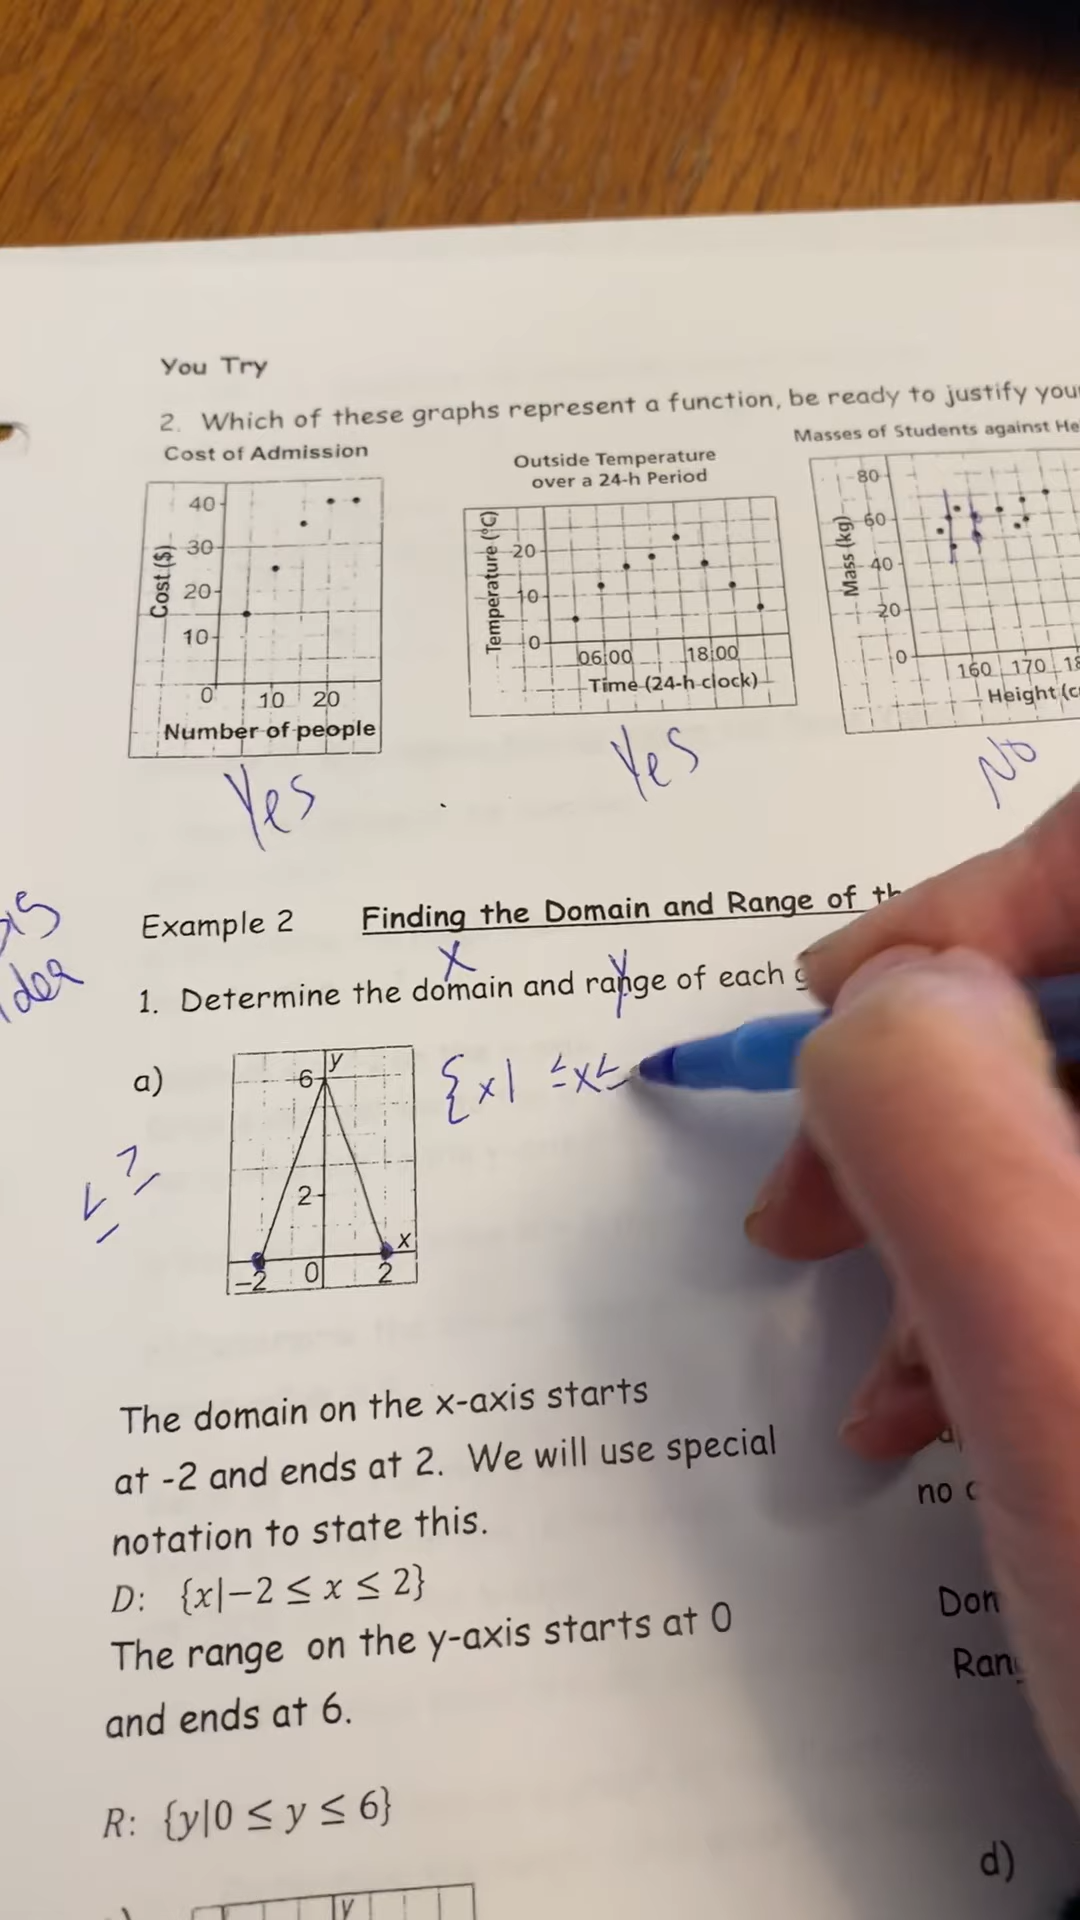 You Try
2. Which of these graphs represent a function, be ready to justify
Cost of Admission
40
30
20
10
0
10 20
Cost ($)
Number of people
Outside Temperature
over a 24-h Period
20
10
0
06:00 18:00
Temperature (°C)
Time (24-h clock)
Masses of Students against
80
60
40
20
0
160 170
Mass (kg)
Height
Yes
Yes
No
Example 2 Finding the Domain and Range of
x y
1. Determine the domain and range of each
a)
y
6
2
x
-2 0 2
{x| ≤x≤
≤ ≥
The domain on the x-axis starts
at -2 and ends at 2. We will use special
notation to state this.
D: {x|−2 ≤ x ≤ 2}
The range on the y-axis starts at 0
and ends at 6.
R: {y|0 ≤ y ≤ 6}
y
no
d)